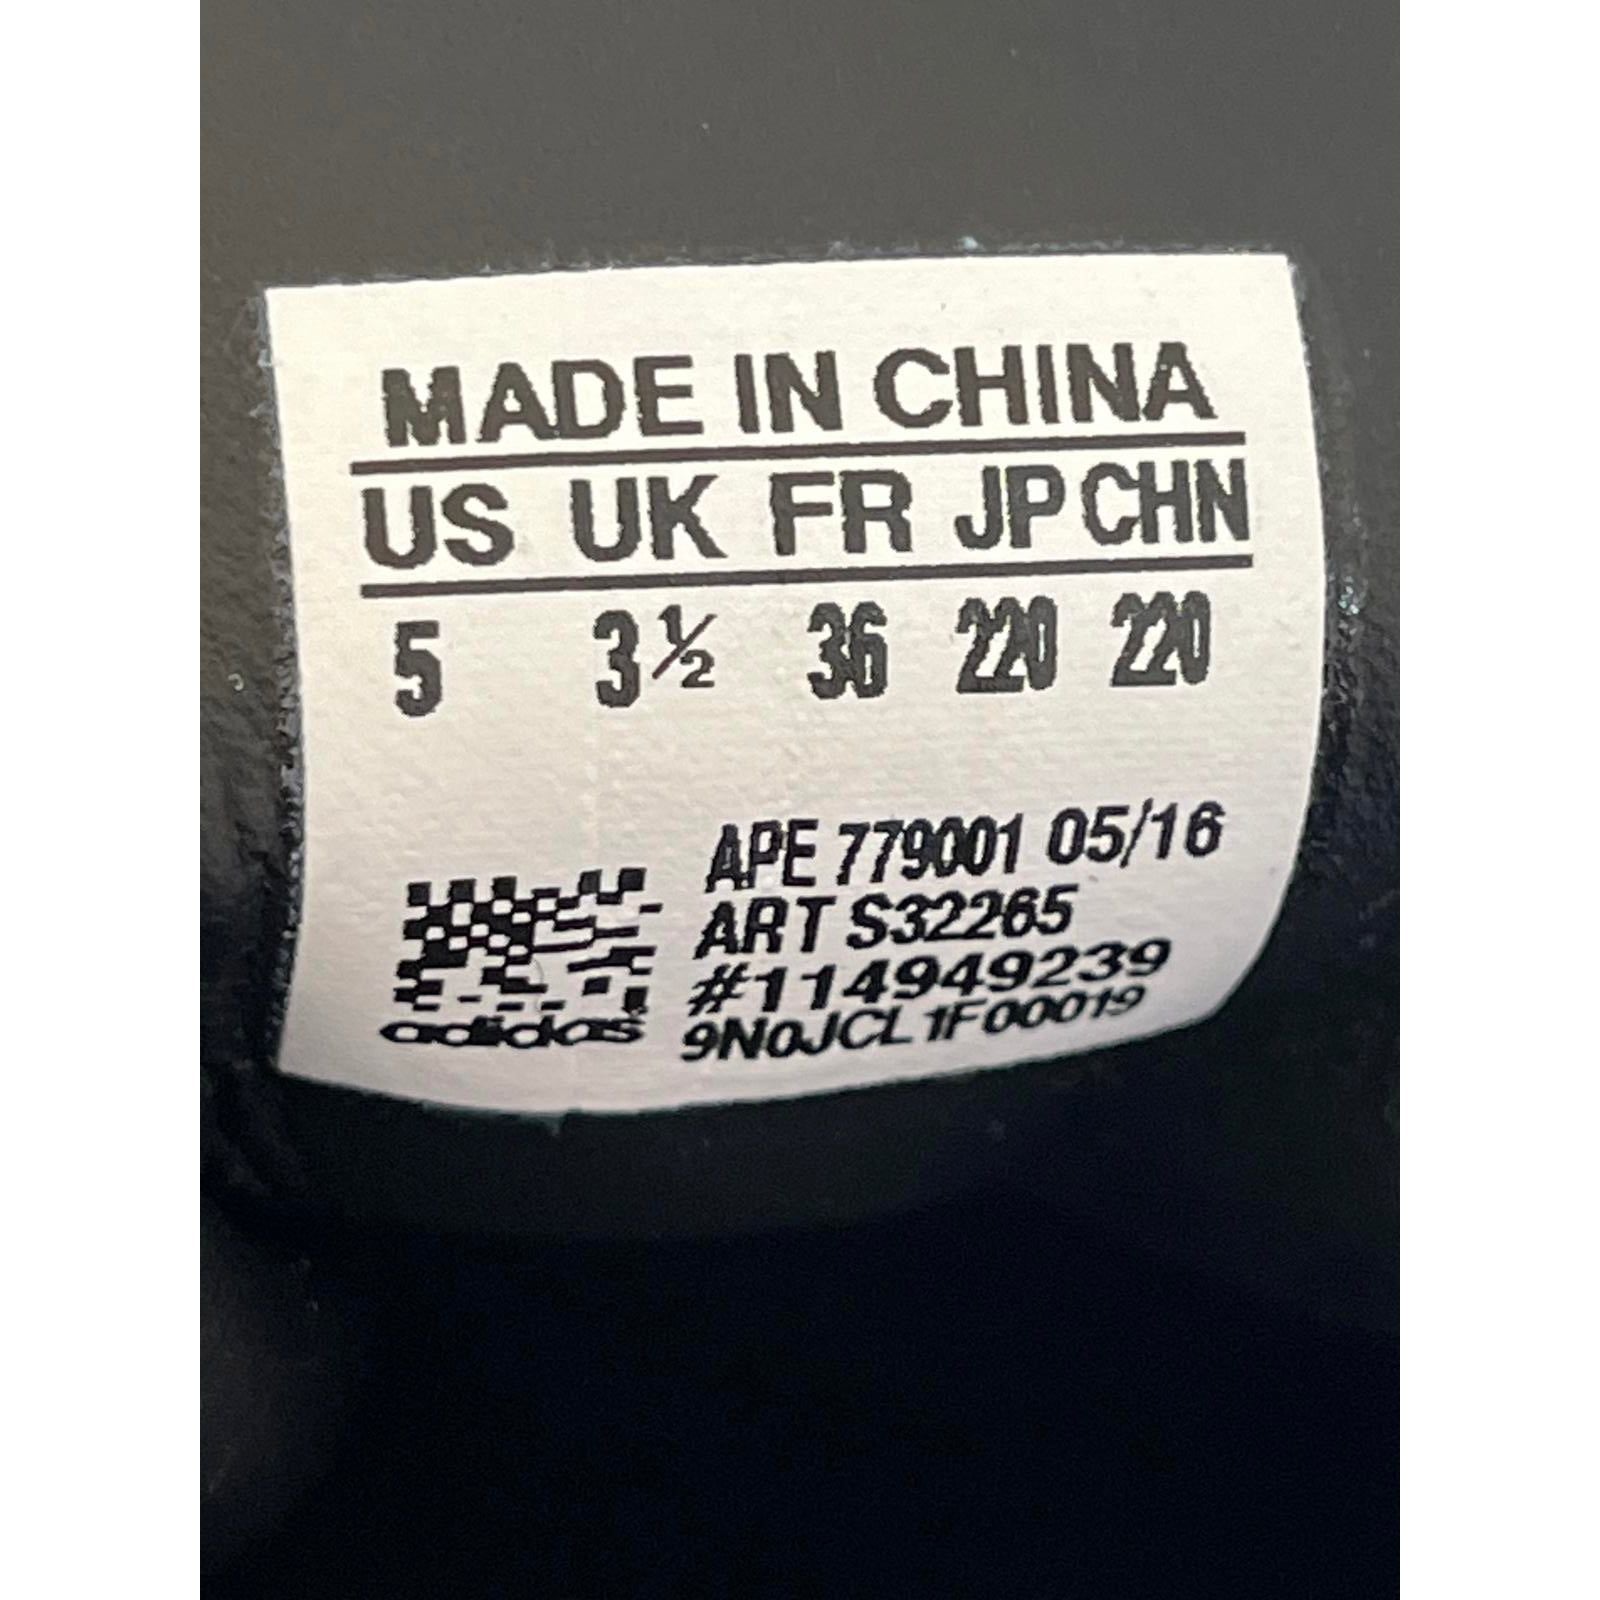 MADE IN CHINA
US UK FR JP CHN
5 3½ 36 220 220
APE 779001 05/16
ART S32265
#114949239
9N0JCL1F00019
adidas